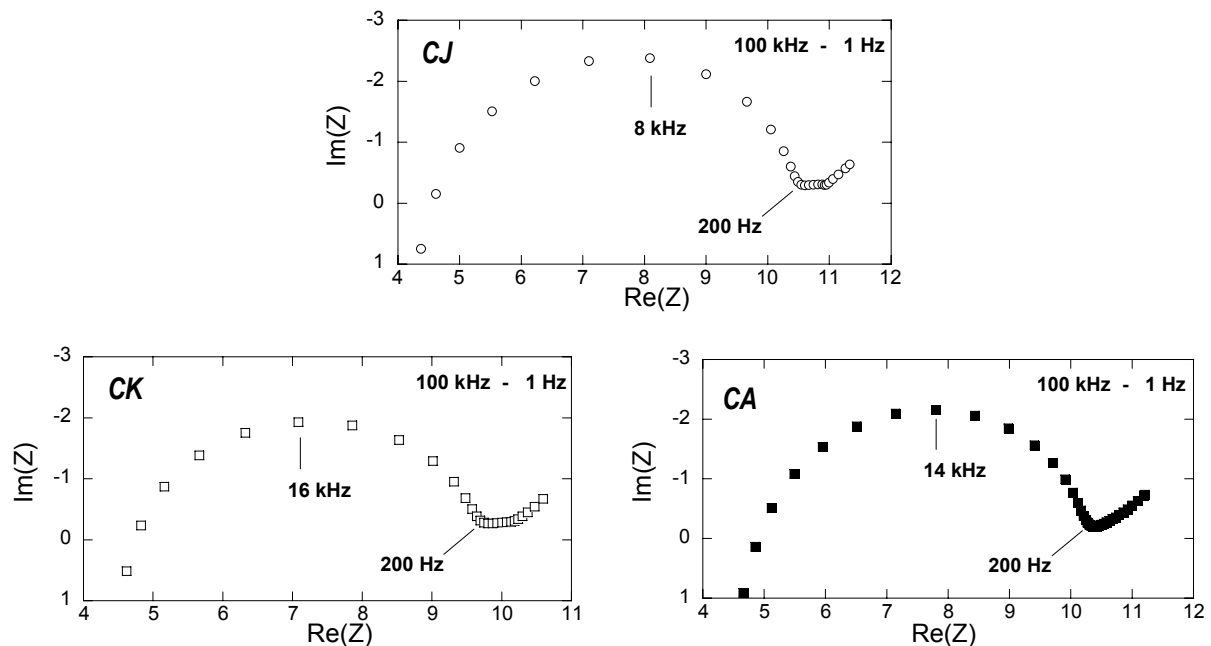 CJ
100 kHz - 1 Hz
-3
-2
-1
0
1
Im(Z)
8 kHz
200 Hz
4 5 6 7 8 9 10 11 12
Re(Z)
CK
100 kHz - 1 Hz
-3
-2
-1
0
1
Im(Z)
16 kHz
200 Hz
4 5 6 7 8 9 10 11
Re(Z)
CA
100 kHz - 1 Hz
-3
-2
-1
0
1
Im(Z)
14 kHz
200 Hz
4 5 6 7 8 9 10 11 12
Re(Z)